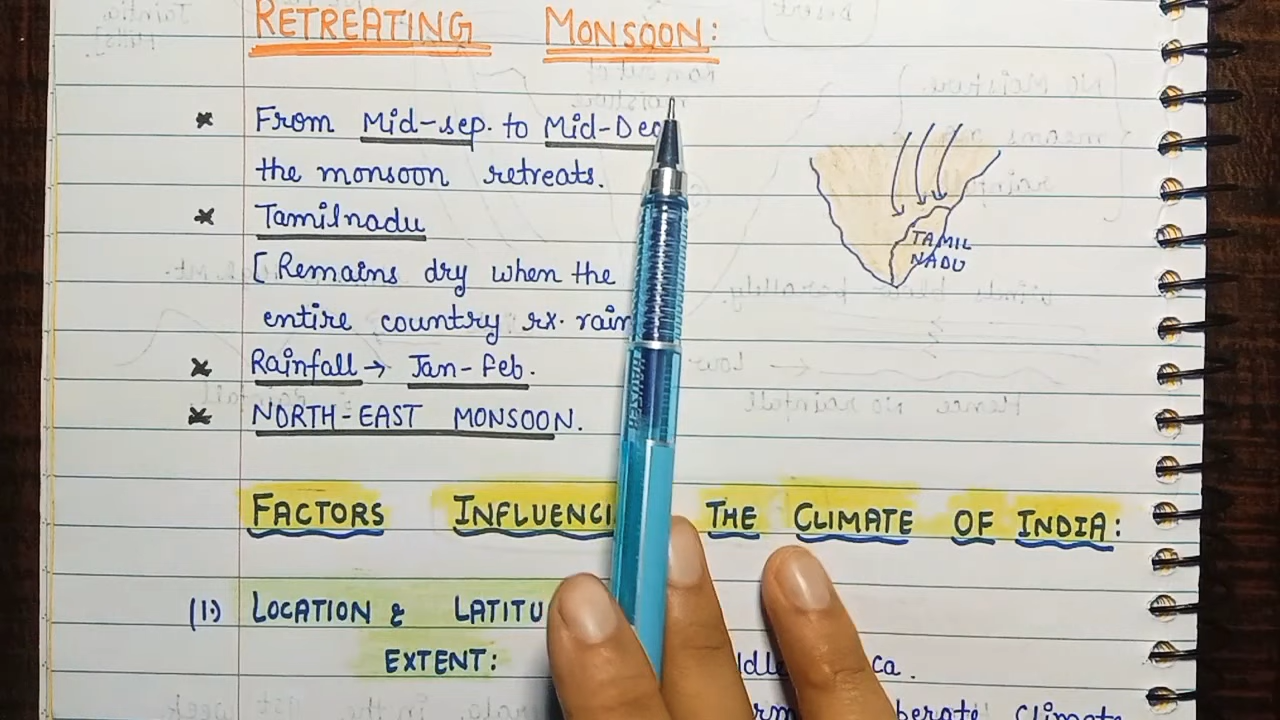 RETREATING MONSOON:
* From Mid-sep. to Mid-Dec
the monsoon retreats.
* Tamilnadu
[Remains dry when the
entire country rx. rain
TAMIL
NADU
* Rainfall → Jan-Feb.
* NORTH-EAST MONSOON.
FACTORS INFLUENCI THE CLIMATE OF INDIA:
(1.) LOCATION & LATITU
EXTENT: